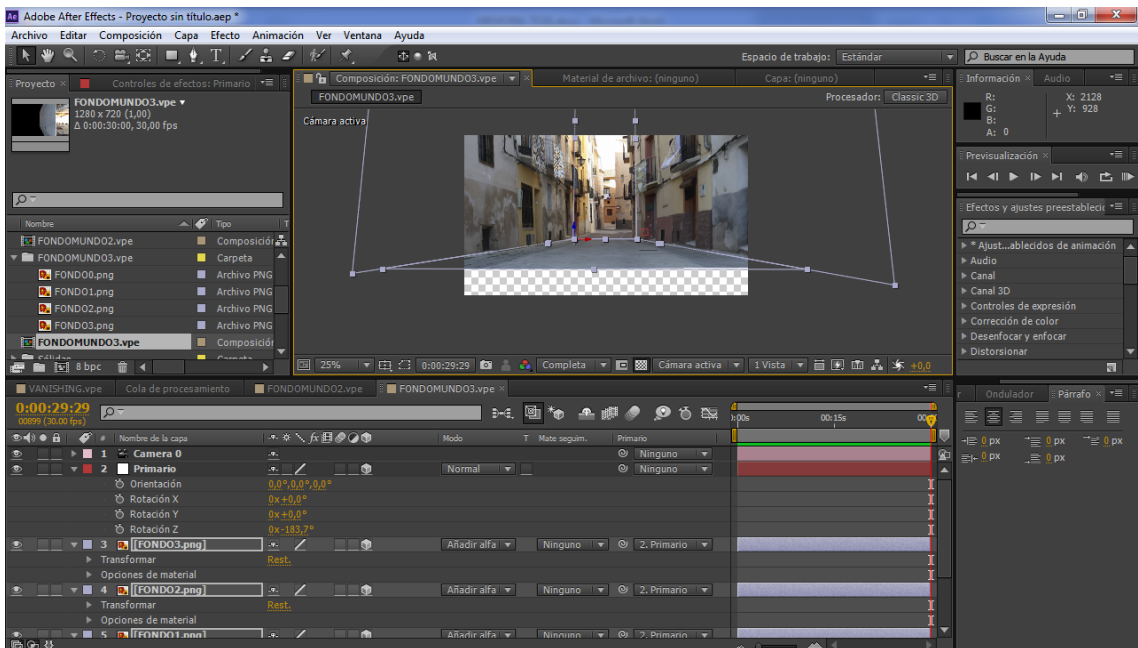 Adobe After Effects - Proyecto sin título.aep *
Archivo Editar Composición Capa Efecto Animación Ver Ventana Ayuda
Espacio de trabajo: Estándar
Buscar en la Ayuda
Proyecto
Controles de efectos: Primario
Composición: FONDOMUNDO3.vpe
Material de archivo: (ninguno)
Capa: (ninguno)
Información
Audio
FONDOMUNDO3.vpe
1280 x 720 (1,00)
Δ 0:00:30:00, 30,00 fps
FONDOMUNDO3.vpe
Procesador: Classic 3D
Cámara activa
R: X: 2128
G: Y: 928
B:
A: 0
Previsualización
Efectos y ajustes preestableci
* Ajust...ablecidos de animación
Audio
Canal
Canal 3D
Controles de expresión
Corrección de color
Desenfocar y enfocar
Distorsionar
Nombre Tipo
FONDOMUNDO2.vpe Composición
FONDOMUNDO3.vpe Carpeta
FONDO0.png Archivo PNG
FONDO1.png Archivo PNG
FONDO2.png Archivo PNG
FONDO3.png Archivo PNG
FONDOMUNDO3.vpe Composición
Sólidos Carpeta
8 bpc
25% 0:00:29:29 Completa Cámara activa 1 Vista +0,0
VANISHING.vpe Cola de procesamiento FONDOMUNDO2.vpe FONDOMUNDO3.vpe
Ondulador Párrafo
0:00:29:29
00899 (30.00 fps)
00s 00:15s 00
0 px 0 px 0 px
0 px 0 px
# Nombre de la capa Modo T Mate seguim. Primario
1 Camera 0 Ninguno
2 Primario Normal Ninguno
Orientación 0,0°,0,0°,0,0°
Rotación X 0x+0,0°
Rotación Y 0x+0,0°
Rotación Z 0x-183,7°
3 [FONDO3.png] Añadir alfa Ninguno 2. Primario
Transformar Rest.
Opciones de material
4 [FONDO2.png] Añadir alfa Ninguno 2. Primario
Transformar Rest.
Opciones de material
5 [FONDO1.png] Añadir alfa Ninguno 2. Primario